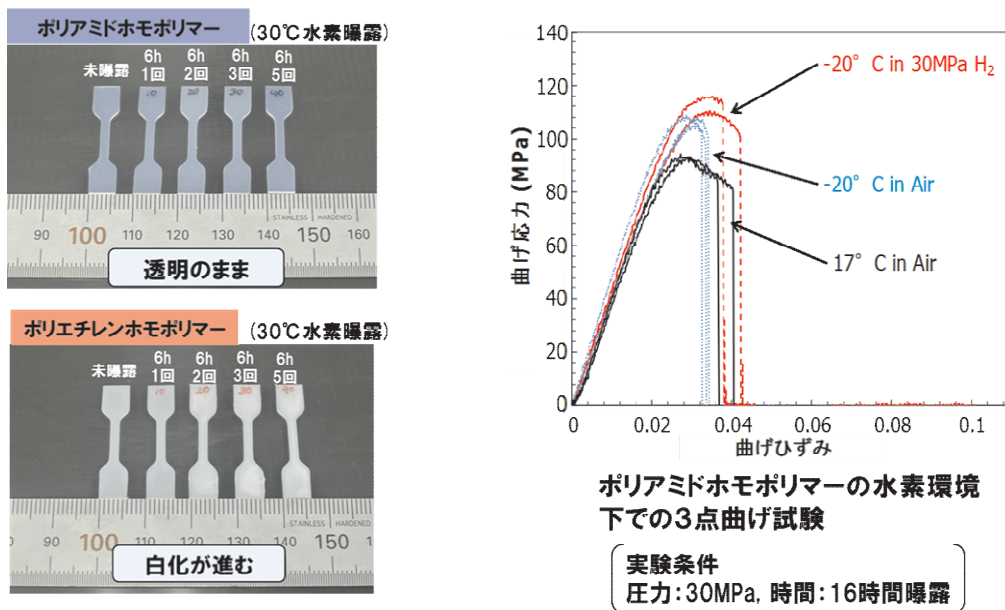 ポリアミドホモポリマー (30℃水素曝露)
未曝露 6h 1回 6h 2回 6h 3回 6h 5回
10 20 30 40
STAINLESS HARDENED
90 100 110 120 130 140 150 160
透明のまま
ポリエチレンホモポリマー (30℃水素曝露)
未曝露 6h 1回 6h 2回 6h 3回 6h 5回
10 20 30 40
STAINLESS HARDENED
90 100 110 120 130 140 150 160
白化が進む
曲げ応力 (MPa)
140
120
100
80
60
40
20
0
-20° C in 30MPa H₂
-20° C in Air
17° C in Air
0 0.02 0.04 0.06 0.08 0.1
曲げひずみ
ポリアミドホモポリマーの水素環境
下での3点曲げ試験
実験条件
圧力:30MPa, 時間:16時間曝露